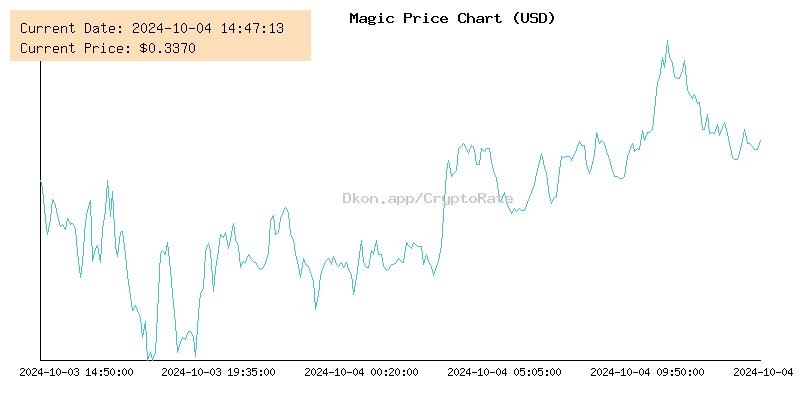 Magic Price Chart (USD)
Current Date: 2024-10-04 14:47:13
Current Price: $0.3370
Dkon.app/CryptoRate
2024-10-03 14:50:00 2024-10-03 19:35:00 2024-10-04 00:20:00 2024-10-04 05:05:00 2024-10-04 09:50:00 2024-10-04